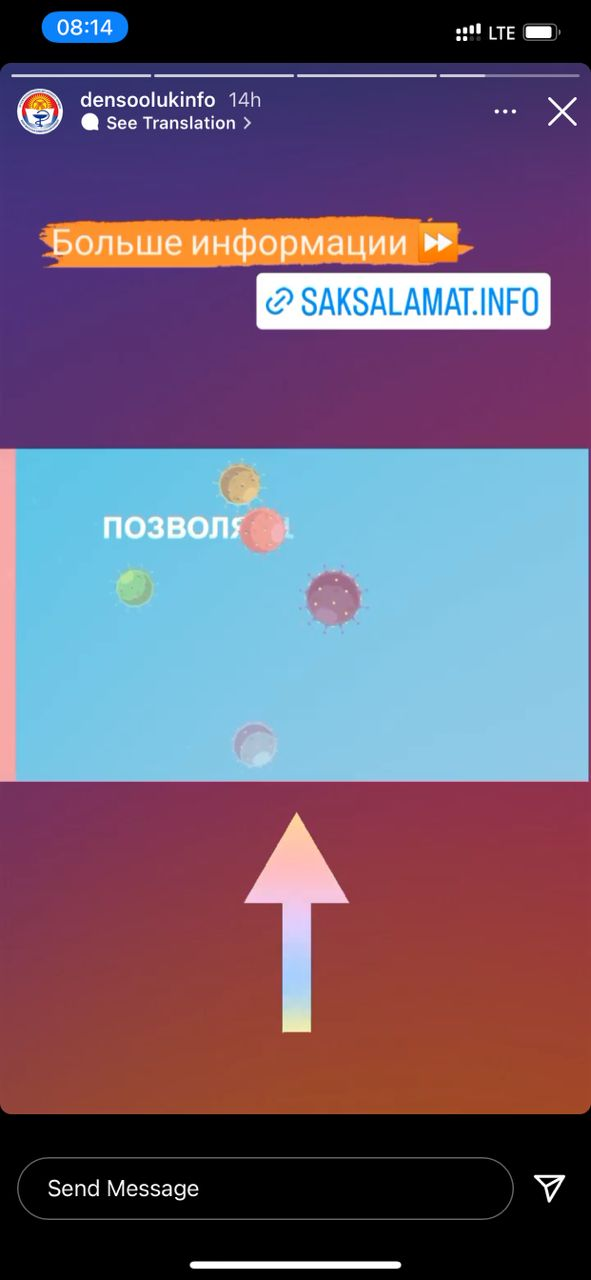 08:14
LTE
densoolukinfo 14h
See Translation
Больше информации
SAKSALAMAT.INFO
Send Message